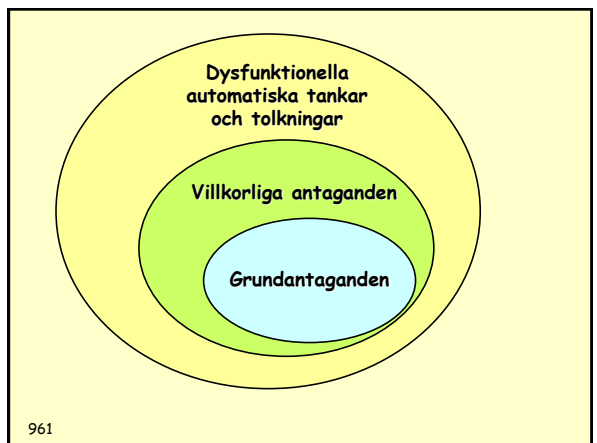 Dysfunktionella
automatiska tankar
och tolkningar
Villkorliga antaganden
Grundantaganden
961